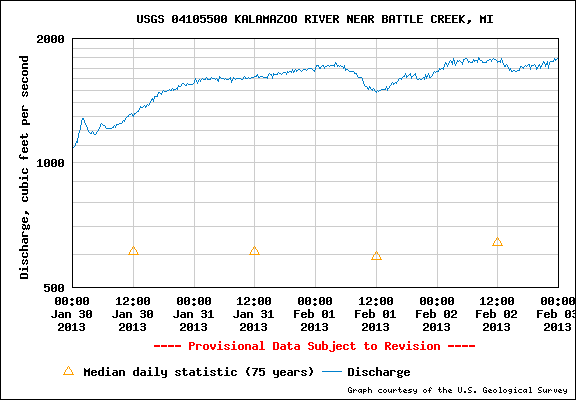 USGS 04105500 KALAMAZOO RIVER NEAR BATTLE CREEK, MI
Discharge, cubic feet per second
2000
1000
500
00:00 12:00 00:00 12:00 00:00 12:00 00:00 12:00 00:00
Jan 30 Jan 30 Jan 31 Jan 31 Feb 01 Feb 01 Feb 02 Feb 02 Feb 03
2013 2013 2013 2013 2013 2013 2013 2013 2013
---- Provisional Data Subject to Revision ----
Median daily statistic (75 years) Discharge
Graph courtesy of the U.S. Geological Survey